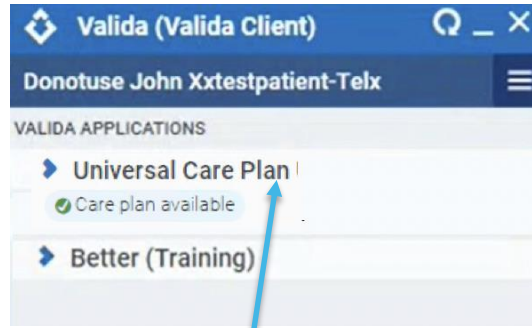 Valida (Valida Client)
Donotuse John Xxtestpatient-Telx
VALIDA APPLICATIONS
Universal Care Plan
Care plan available
Better (Training)